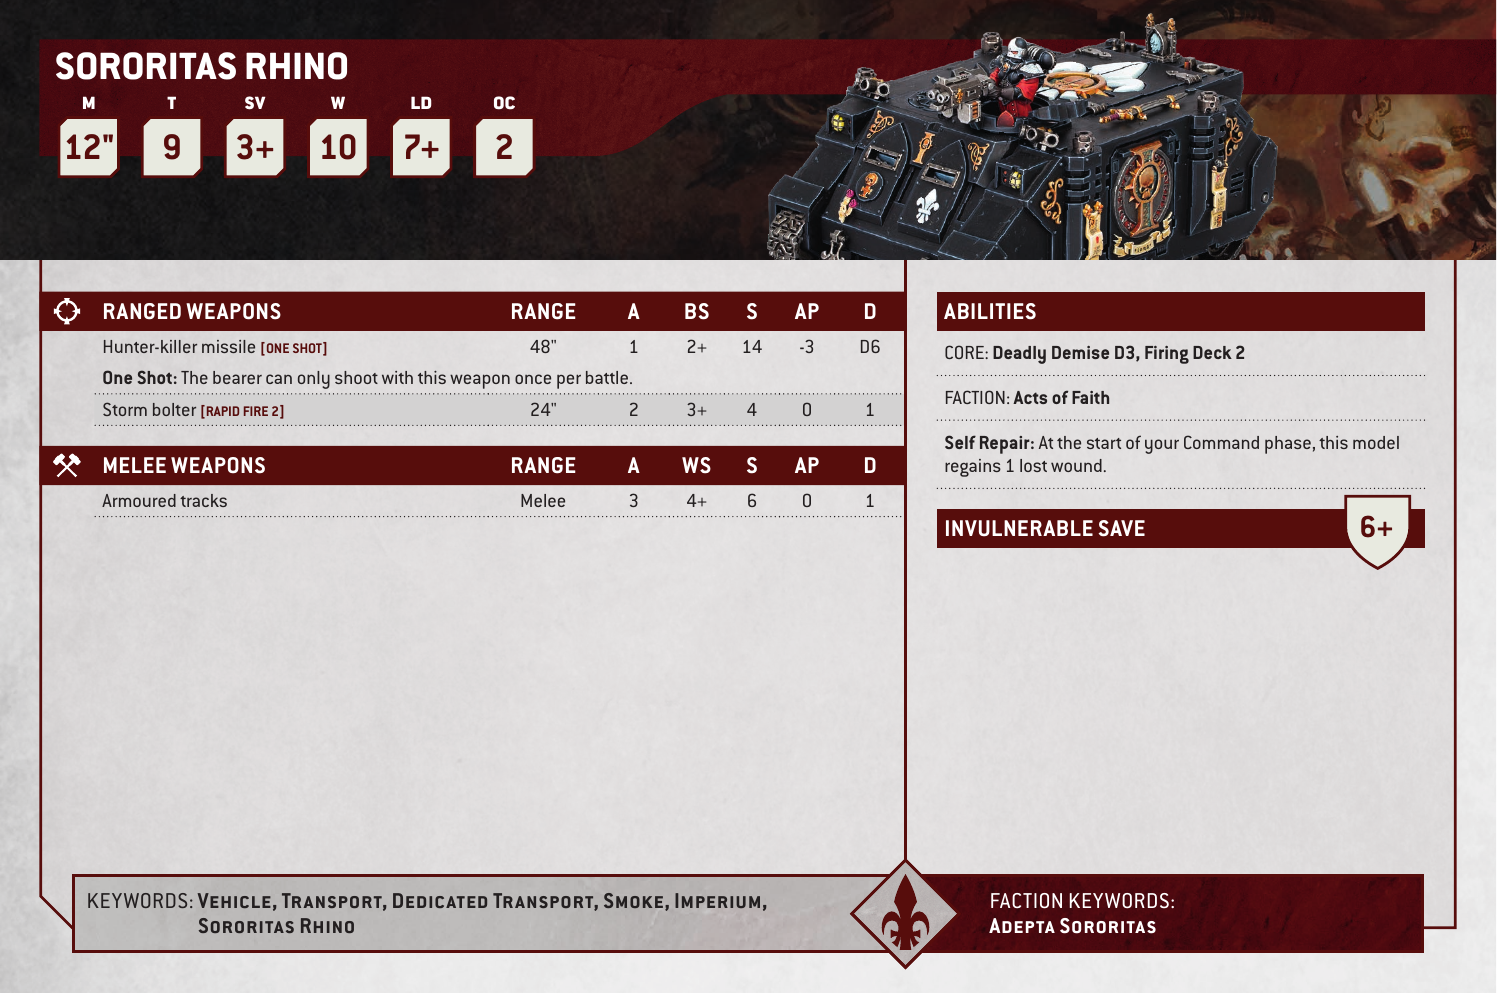 SORORITAS RHINO
M T SV W LD OC
12" 9 3+ 10 7+ 2
RANGED WEAPONS RANGE A BS S AP D
Hunter-killer missile [ONE SHOT] 48" 1 2+ 14 -3 D6
One Shot: The bearer can only shoot with this weapon once per battle.
Storm bolter [RAPID FIRE 2] 24" 2 3+ 4 0 1
MELEE WEAPONS RANGE A WS S AP D
Armoured tracks Melee 3 4+ 6 0 1
ABILITIES
CORE: Deadly Demise D3, Firing Deck 2
FACTION: Acts of Faith
Self Repair: At the start of your Command phase, this model
regains 1 lost wound.
INVULNERABLE SAVE 6+
KEYWORDS: VEHICLE, TRANSPORT, DEDICATED TRANSPORT, SMOKE, IMPERIUM,
SORORITAS RHINO
FACTION KEYWORDS:
ADEPTA SORORITAS